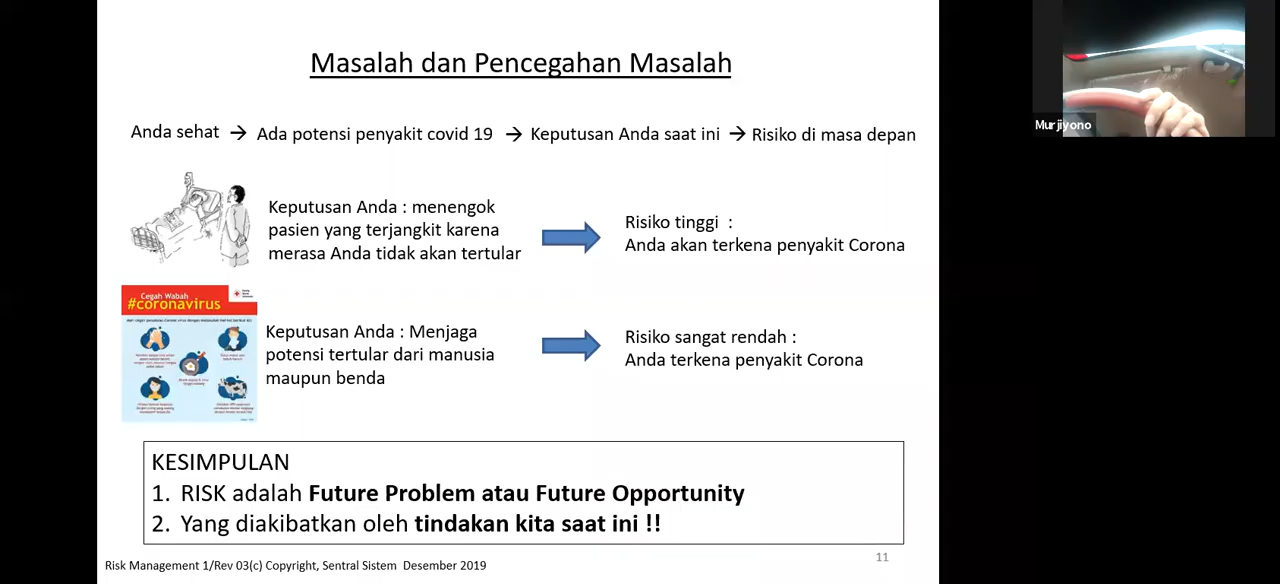 Masalah dan Pencegahan Masalah
Anda sehat → Ada potensi penyakit covid 19 → Keputusan Anda saat ini → Risiko di masa depan
Keputusan Anda : menengok
pasien yang terjangkit karena
merasa Anda tidak akan tertular
Risiko tinggi :
Anda akan terkena penyakit Corona
Cegah Wabah
#coronavirus
Keputusan Anda : Menjaga
potensi tertular dari manusia
maupun benda
Risiko sangat rendah :
Anda terkena penyakit Corona
KESIMPULAN
1. RISK adalah Future Problem atau Future Opportunity
2. Yang diakibatkan oleh tindakan kita saat ini !!
11
Risk Management 1/Rev 03(c) Copyright, Sentral Sistem Desember 2019
Murjiyono